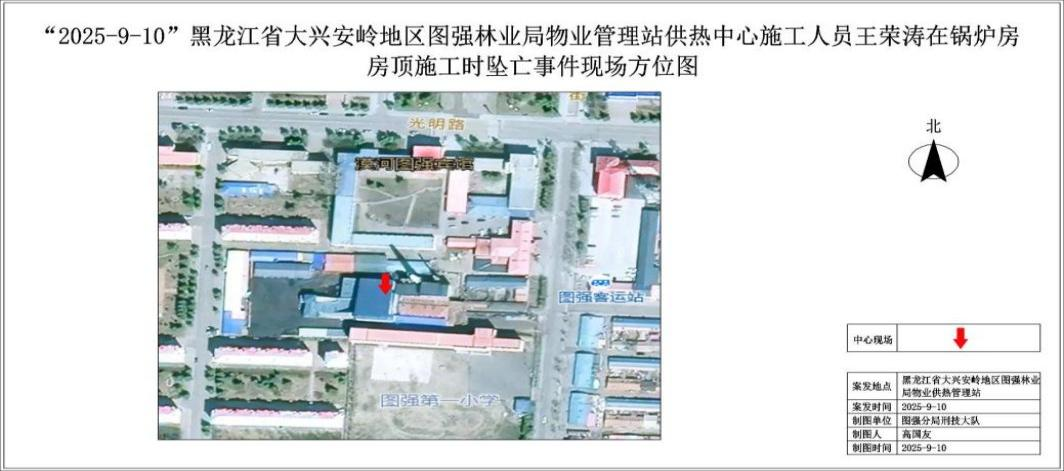 “2025-9-10”黑龙江省大兴安岭地区图强林业局物业管理站供热中心施工人员王荣涛在锅炉房
房顶施工时坠亡事件现场方位图
街
光明路
漠河图强宾馆
北
图强客运站
图强第一小学
中心现场
案发地点 黑龙江省大兴安岭地区图强林业
局物业供热管理站
案发时间 2025-9-10
制图单位 图强分局刑技大队
制图人 高国友
制图时间 2025-9-10